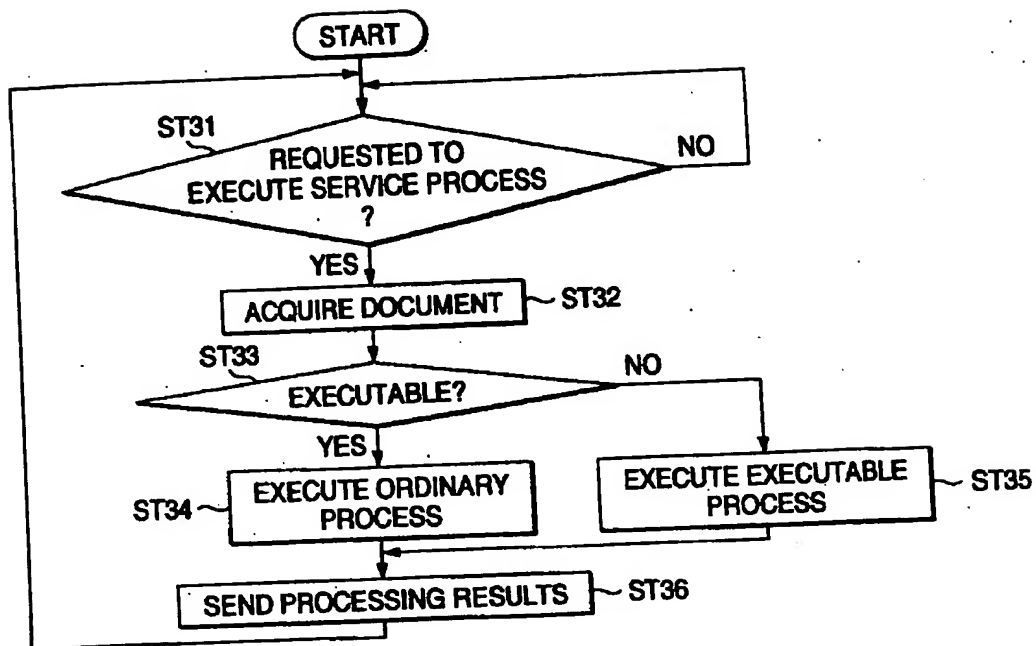 START
ST31
REQUESTED TO
EXECUTE SERVICE PROCESS
?
NO
YES
ACQUIRE DOCUMENT
ST32
ST33
EXECUTABLE?
NO
YES
ST34
EXECUTE ORDINARY
PROCESS
EXECUTE EXECUTABLE
PROCESS
ST35
SEND PROCESSING RESULTS
ST36